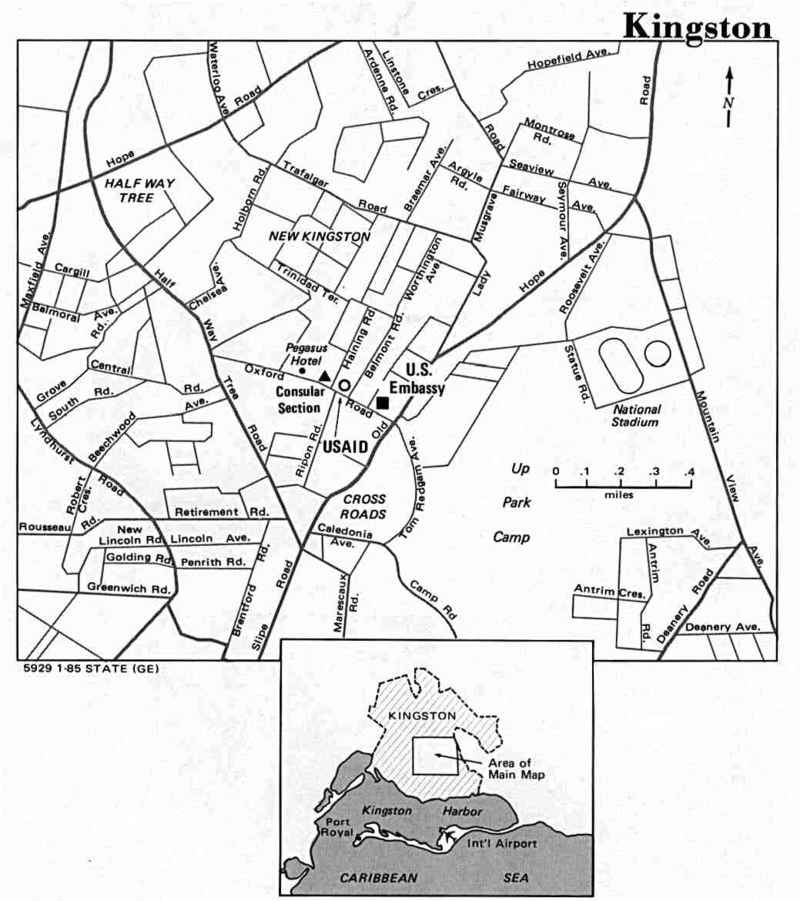 Kingston
Waterloo Ave.
Ardenne Rd.
Linstone
Cres.
Hopefield Ave.
Road
N
Hope
Road
Road
Montrose
Rd.
HALF WAY
TREE
Holborn Rd.
Trafalgar
Road
Braemar Ave.
Argyle
Rd.
Seaview
Ave.
Fairway
Ave.
Seymour Ave.
Musgrave
Lady
NEW KINGSTON
Worthington
Ave.
Hope
Roosevelt Ave.
Maxfield Ave.
Cargill
Ave.
Belmoral
Rd.
Half
Way
Tree
Road
Chelsea
Ave.
Trinidad Ter.
Haining Rd.
Belmont Rd.
Pegasus
Hotel
Oxford
Road
Consular
Section
U.S.
Embassy
USAID
Old
Statue Rd.
National
Stadium
Mountain
View
Ave.
Central
Rd.
Grove
South
Rd.
Beechwood
Ave.
Lyndhurst
Road
Robert
Cres.
Ripon Rd.
Tom Redgam Ave.
Up
Park
Camp
0 .1 .2 .3 .4
miles
CROSS
ROADS
Retirement Rd.
Rousseau Rd.
New
Lincoln Rd.
Lincoln Ave.
Golding Rd.
Penrith Rd.
Greenwich Rd.
Brentford
Rd.
Slipe
Road
Caledonia
Ave.
Marescaux
Rd.
Camp Rd
Lexington Ave.
Antrim
Rd.
Antrim Cres.
Deanery Road
Deanery Ave.
5929 1-85 STATE (GE)
KINGSTON
Area of
Main Map
Kingston Harbor
Port
Royal
Int'l Airport
CARIBBEAN SEA